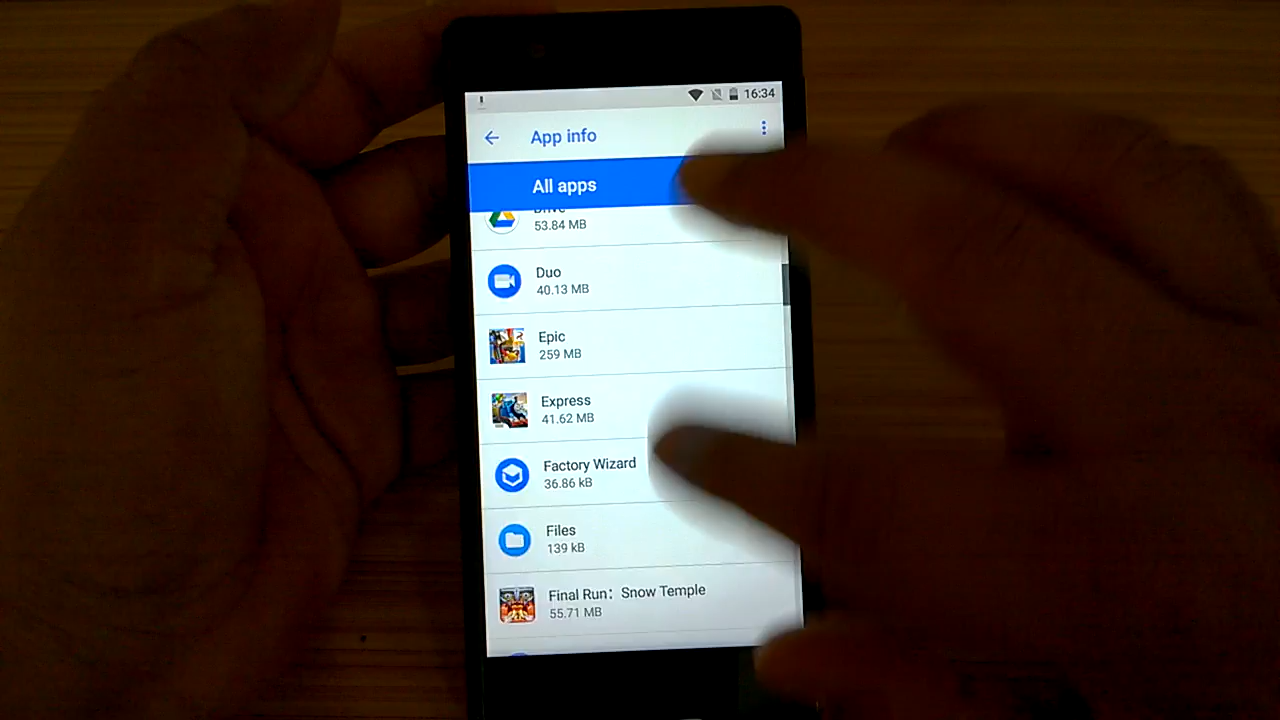 16:34
App info
All apps
Drive
53.84 MB
Duo
40.13 MB
Epic
259 MB
Express
41.62 MB
Factory Wizard
36.86 kB
Files
139 kB
Final Run: Snow Temple
55.71 MB